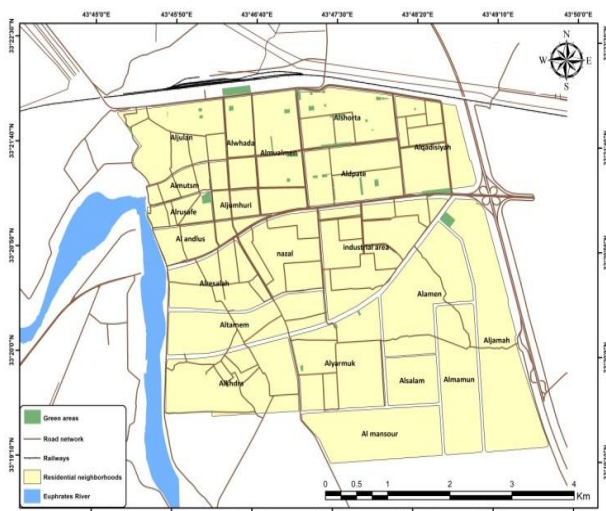 43°45'0"E 43°45'50"E 43°46'40"E 43°47'30"E 43°48'20"E 43°49'10"E 43°50'0"E
N
W E
S
Alshorta
Aljulan
Alwhada
Almualmein
Alqadisiyah
Aldpate
Almutsm
Alrusafe
Aljumhuri
Al andlus
nazal
industrial area
Alresalah
Alamen
Altamem
Aljamah
Alyarmuk
Alkhdra
Alsalam
Almamun
Al mansour
Green areas
Road network
Railways
Residential neighborhoods
Euphrates River
0 0.5 1 2 3 4
Km